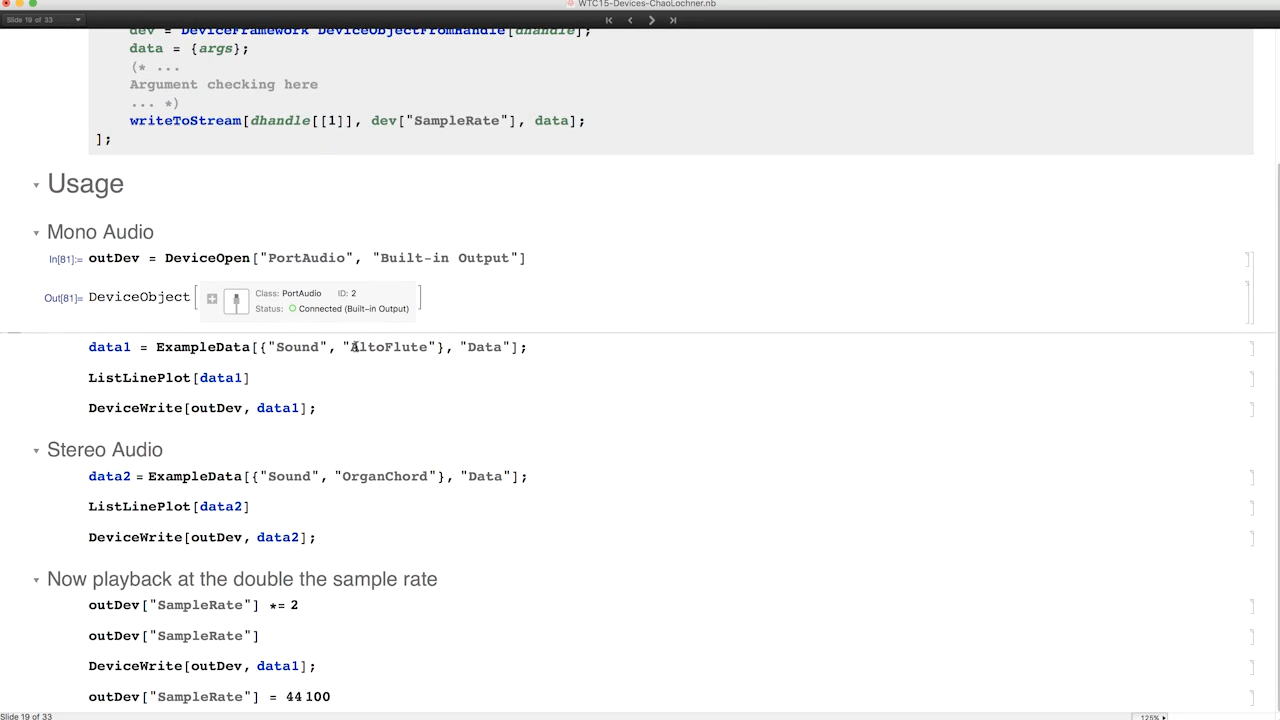 WTC15-Devices-ChaoLochner.nb
Slide 19 of 33
dev = DeviceFramework`DeviceObjectFromHandle[dhandle];
data = {args};
(* ...
Argument checking here
... *)
writeToStream[dhandle[[1]], dev["SampleRate"], data];
];
Usage
Mono Audio
In[81]:= outDev = DeviceOpen["PortAudio", "Built-in Output"]
Out[81]= DeviceObject[
Class: PortAudio ID: 2
Status: Connected (Built-in Output)
]
data1 = ExampleData[{"Sound", "AltoFlute"}, "Data"];
ListLinePlot[data1]
DeviceWrite[outDev, data1];
Stereo Audio
data2 = ExampleData[{"Sound", "OrganChord"}, "Data"];
ListLinePlot[data2]
DeviceWrite[outDev, data2];
Now playback at the double the sample rate
outDev["SampleRate"] *= 2
outDev["SampleRate"]
DeviceWrite[outDev, data1];
outDev["SampleRate"] = 44100
Slide 19 of 33
125%